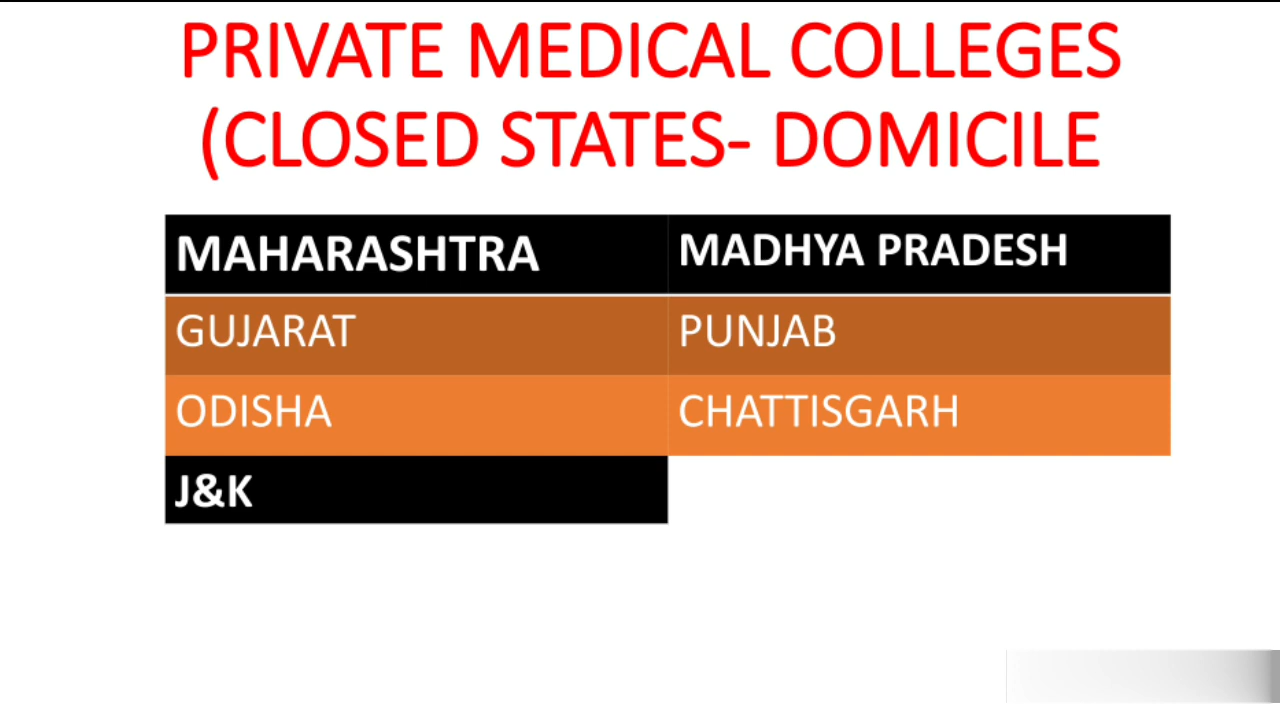 PRIVATE MEDICAL COLLEGES
(CLOSED STATES- DOMICILE
MAHARASHTRA MADHYA PRADESH
GUJARAT PUNJAB
ODISHA CHATTISGARH
J&K